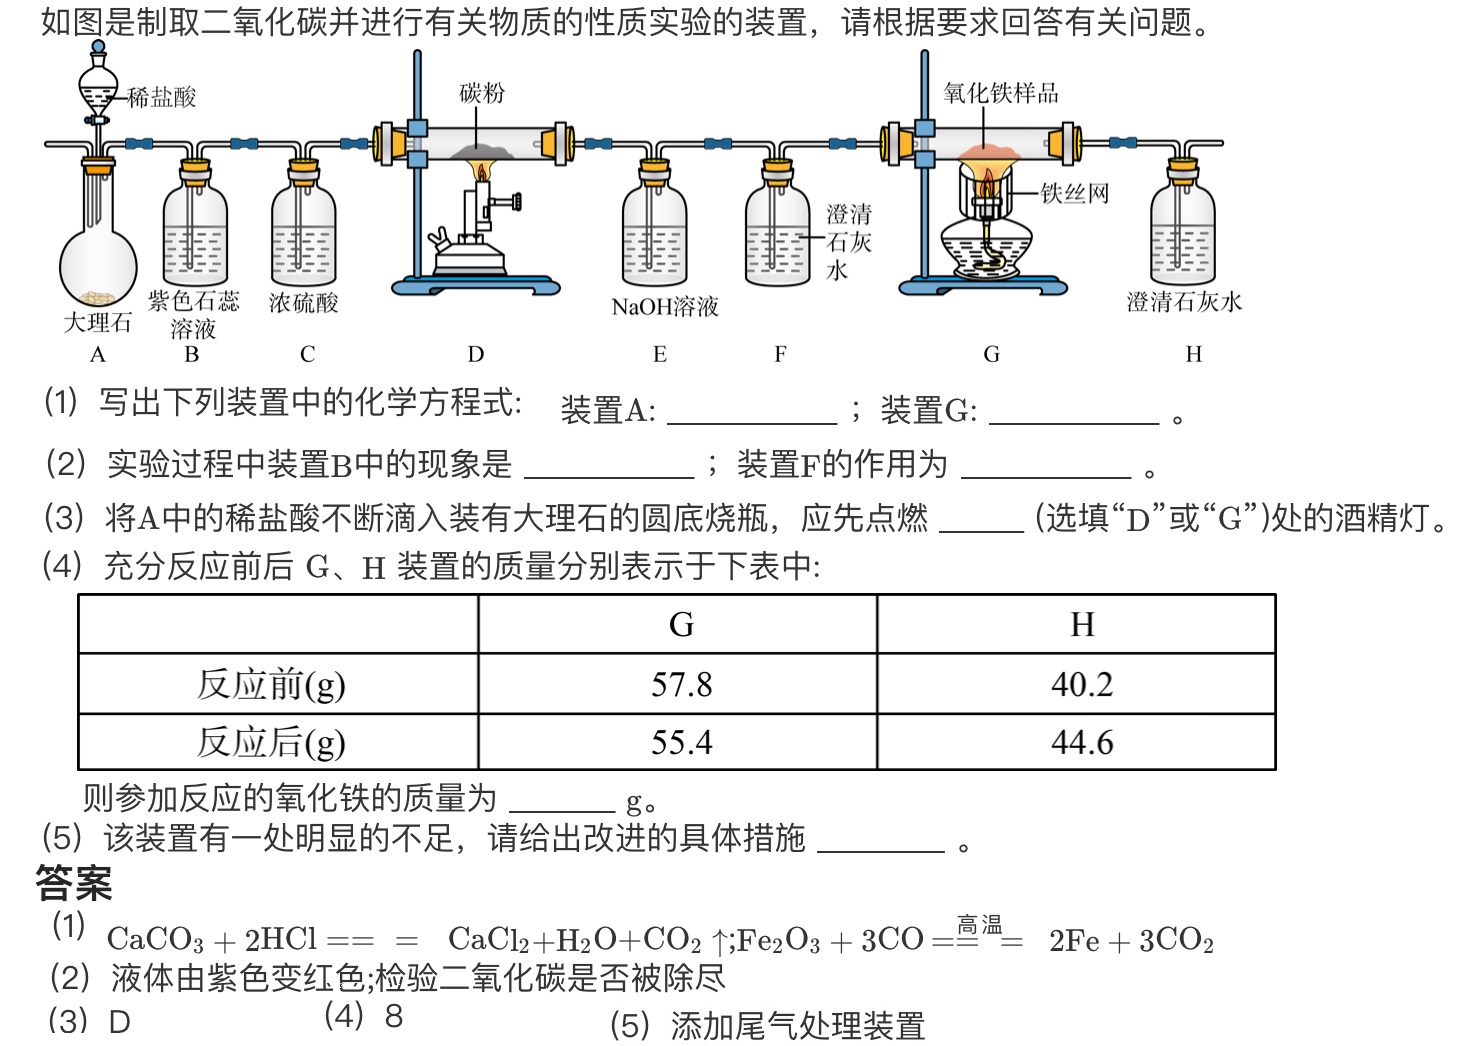 如图是制取二氧化碳并进行有关物质的性质实验的装置，请根据要求回答有关问题。
稀盐酸
碳粉
氧化铁样品
铁丝网
澄清
石灰
水
大理石
紫色石蕊
溶液
浓硫酸
NaOH溶液
澄清石灰水
A B C D E F G H
(1) 写出下列装置中的化学方程式: 装置A: ________ ；装置G: ________ 。
(2) 实验过程中装置B中的现象是 ________ ；装置F的作用为 ________ 。
(3) 将A中的稀盐酸不断滴入装有大理石的圆底烧瓶，应先点燃 ____ (选填“D”或“G”)处的酒精灯。
(4) 充分反应前后 G、H 装置的质量分别表示于下表中:
G H
反应前(g) 57.8 40.2
反应后(g) 55.4 44.6
则参加反应的氧化铁的质量为 _____ g。
(5) 该装置有一处明显的不足，请给出改进的具体措施 ______ 。
答案
(1) CaCO₃ + 2HCl == = CaCl₂+H₂O+CO₂ ↑;Fe₂O₃ + 3CO =高温= = 2Fe + 3CO₂
(2) 液体由紫色变红色;检验二氧化碳是否被除尽
(3) D (4) 8 (5) 添加尾气处理装置